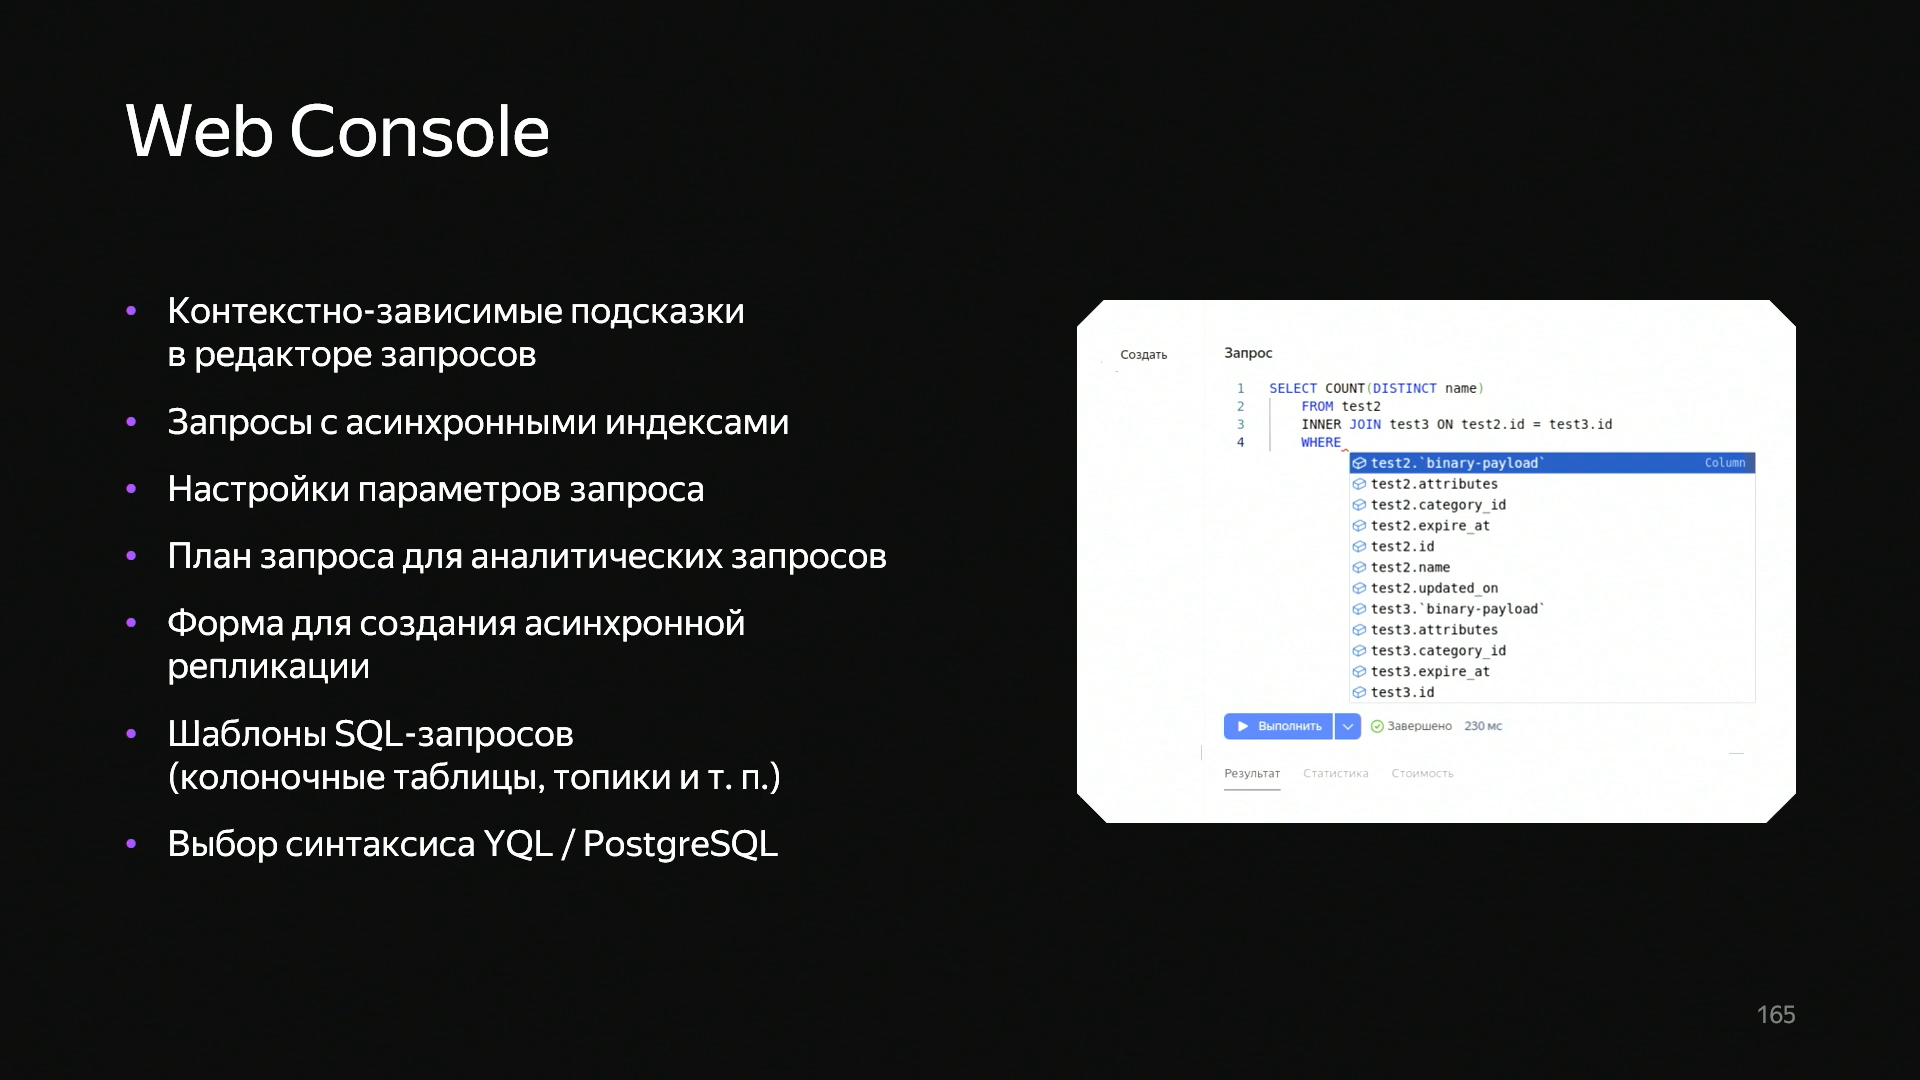 Web Console
• Контекстно-зависимые подсказки
в редакторе запросов
• Запросы с асинхронными индексами
• Настройки параметров запроса
• План запроса для аналитических запросов
• Форма для создания асинхронной
репликации
• Шаблоны SQL-запросов
(колоночные таблицы, топики и т. п.)
• Выбор синтаксиса YQL / PostgreSQL
Создать
Запрос
1 SELECT COUNT(DISTINCT name)
2 FROM test2
3 INNER JOIN test3 ON test2.id = test3.id
4 WHERE
test2.`binary-payload` Column
test2.attributes
test2.category_id
test2.expire_at
test2.id
test2.name
test2.updated_on
test3.`binary-payload`
test3.attributes
test3.category_id
test3.expire_at
test3.id
Выполнить Завершено 230 мс
Результат Статистика Стоимость
165